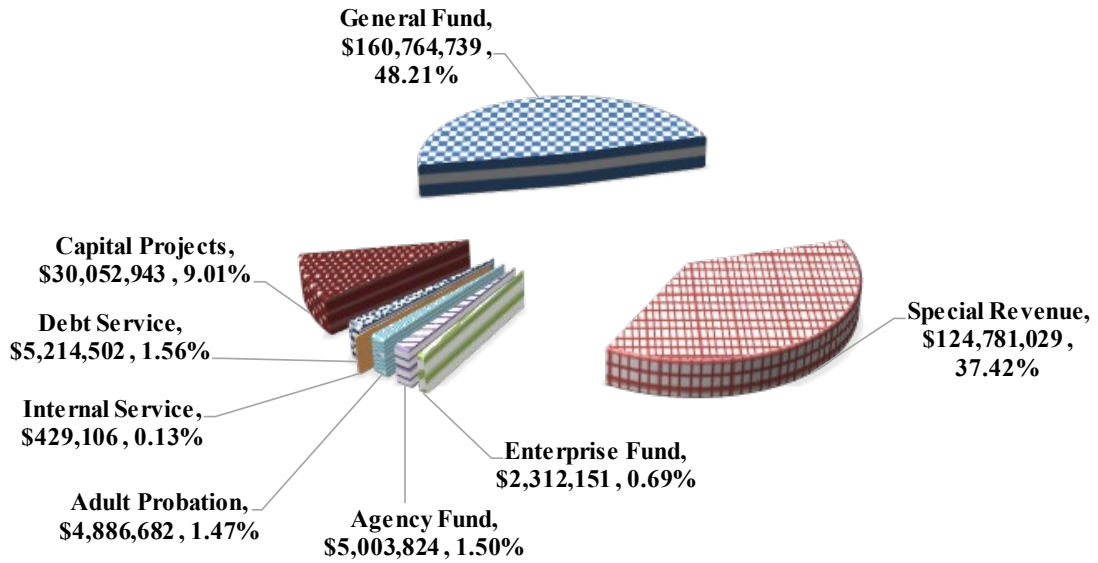 General Fund,
$160,764,739 ,
48.21%
Capital Projects,
$30,052,943 , 9.01%
Debt Service,
$5,214,502 , 1.56%
Internal Service,
$429,106 , 0.13%
Adult Probation,
$4,886,682 , 1.47%
Agency Fund,
$5,003,824 , 1.50%
Enterprise Fund,
$2,312,151 , 0.69%
Special Revenue,
$124,781,029 ,
37.42%